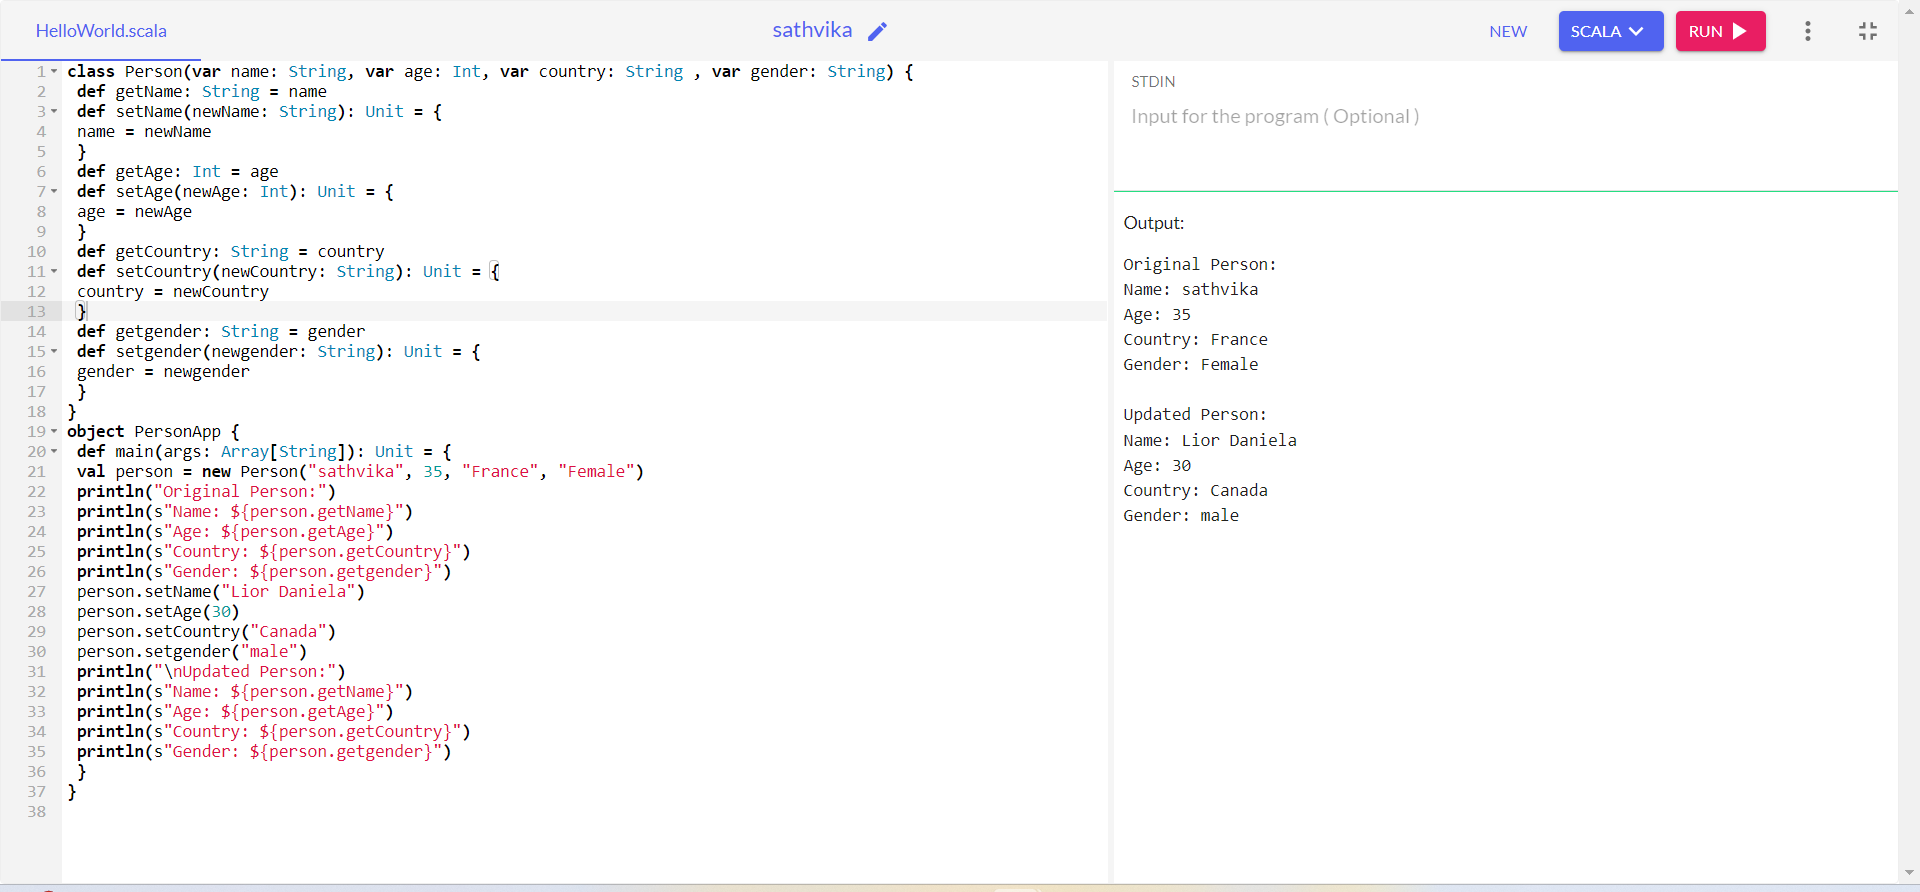 HelloWorld.scala
sathvika
NEW
SCALA
RUN
1 class Person(var name: String, var age: Int, var country: String , var gender: String) {
2 def getName: String = name
3 def setName(newName: String): Unit = {
4 name = newName
5 }
6 def getAge: Int = age
7 def setAge(newAge: Int): Unit = {
8 age = newAge
9 }
10 def getCountry: String = country
11 def setCountry(newCountry: String): Unit = {
12 country = newCountry
13 }
14 def getgender: String = gender
15 def setgender(newgender: String): Unit = {
16 gender = newgender
17 }
18 }
19 object PersonApp {
20 def main(args: Array[String]): Unit = {
21 val person = new Person("sathvika", 35, "France", "Female")
22 println("Original Person:")
23 println(s"Name: ${person.getName}")
24 println(s"Age: ${person.getAge}")
25 println(s"Country: ${person.getCountry}")
26 println(s"Gender: ${person.getgender}")
27 person.setName("Lior Daniela")
28 person.setAge(30)
29 person.setCountry("Canada")
30 person.setgender("male")
31 println("\nUpdated Person:")
32 println(s"Name: ${person.getName}")
33 println(s"Age: ${person.getAge}")
34 println(s"Country: ${person.getCountry}")
35 println(s"Gender: ${person.getgender}")
36 }
37 }
38
STDIN
Input for the program ( Optional )
Output:
Original Person:
Name: sathvika
Age: 35
Country: France
Gender: Female
Updated Person:
Name: Lior Daniela
Age: 30
Country: Canada
Gender: male